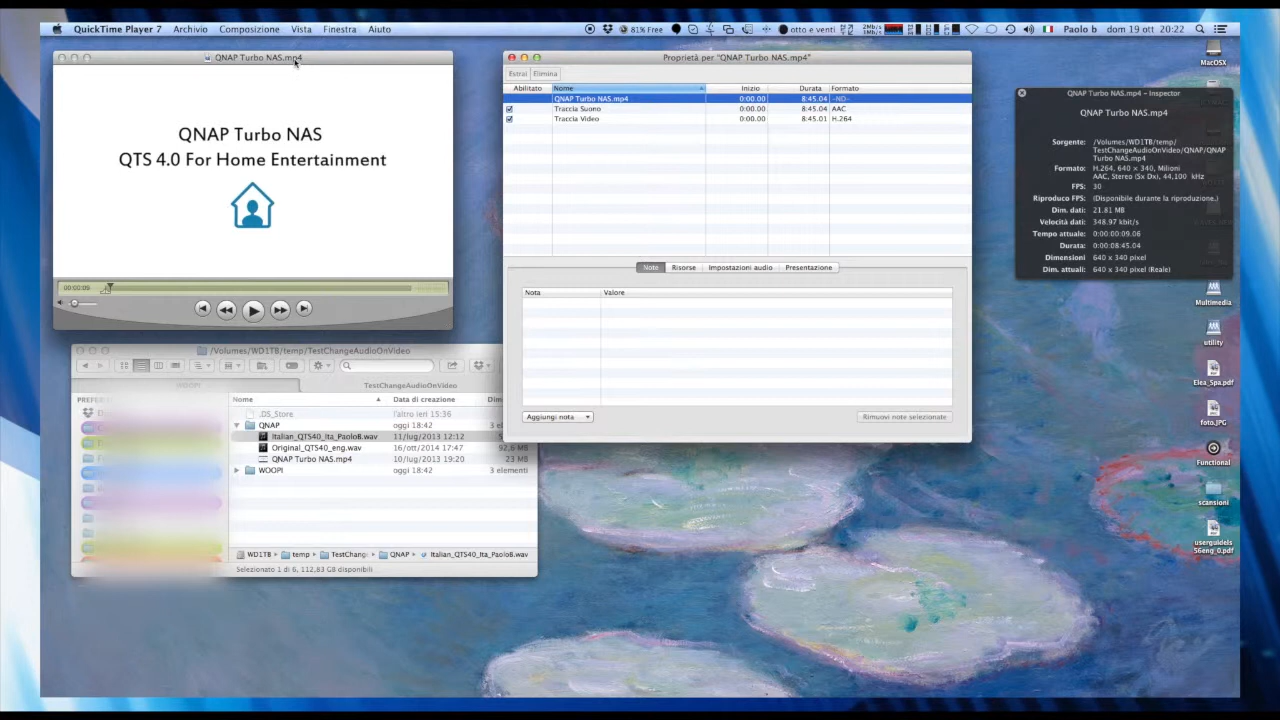 QuickTime Player 7 Archivio Composizione Vista Finestra Aiuto
81% Free
otto e venti
2Mb/s
1Mb/s
Paolo b dom 19 ott 20:22
QNAP Turbo NAS.mp4
QNAP Turbo NAS
QTS 4.0 For Home Entertainment
Proprietà per "QNAP Turbo NAS.mp4"
Estrai Elimina
Abilitato Nome Inizio Durata Formato
QNAP Turbo NAS.mp4 0:00.00 8:45.04 -NO-
Traccia Suono 0:00.00 8:45.04 AAC
Traccia Video 0:00.00 8:45.01 H.264
Note Risorse Impostazioni audio Presentazione
Nota Valore
Aggiungi nota Rimuovi note selezionate
QNAP Turbo NAS.mp4 – Inspector
QNAP Turbo NAS.mp4
Sorgente: /Volumes/WD1TB/temp/
TestChangeAudioOnVideo/QNAP/QNAP
Turbo NAS.mp4
Formato: H.264, 640 × 340, Milioni
AAC, Stereo (Sx Dx), 44,100 kHz
FPS: 30
Riproduco FPS: (Disponibile durante la riproduzione.)
Dim. dati: 21.81 MB
Velocità dati: 348.97 kbit/s
Tempo attuale: 0:00:00:09.06
Durata: 0:00:08:45.04
Dimensioni 640 x 340 pixel
Dim. attuali: 640 x 340 pixel (Reale)
/Volumes/WD1TB/temp/TestChangeAudioOnVideo
WOOPI TestChangeAudioOnVideo
Nome Data di creazione
.DS_Store l'altro ieri 15:36
QNAP oggi 18:42
Italian_QTS40_Ita_PaoloB.wav 11/lug/2013 12:12
Original_QTS40_eng.wav 16/ott/2014 17:47 92,6 MB
QNAP Turbo NAS.mp4 10/lug/2013 19:20 23 MB
WOOPI oggi 18:42 3 elementi
WD1TB temp TestChang QNAP Italian_QTS40_Ita_PaoloB.wav
Selezionato 1 di 6, 112,83 GB disponibili
MacOSX
Multimedia
utility
Elea_Spa.pdf
foto.JPG
Functional
scansioni
userguidels
56eng_0.pdf